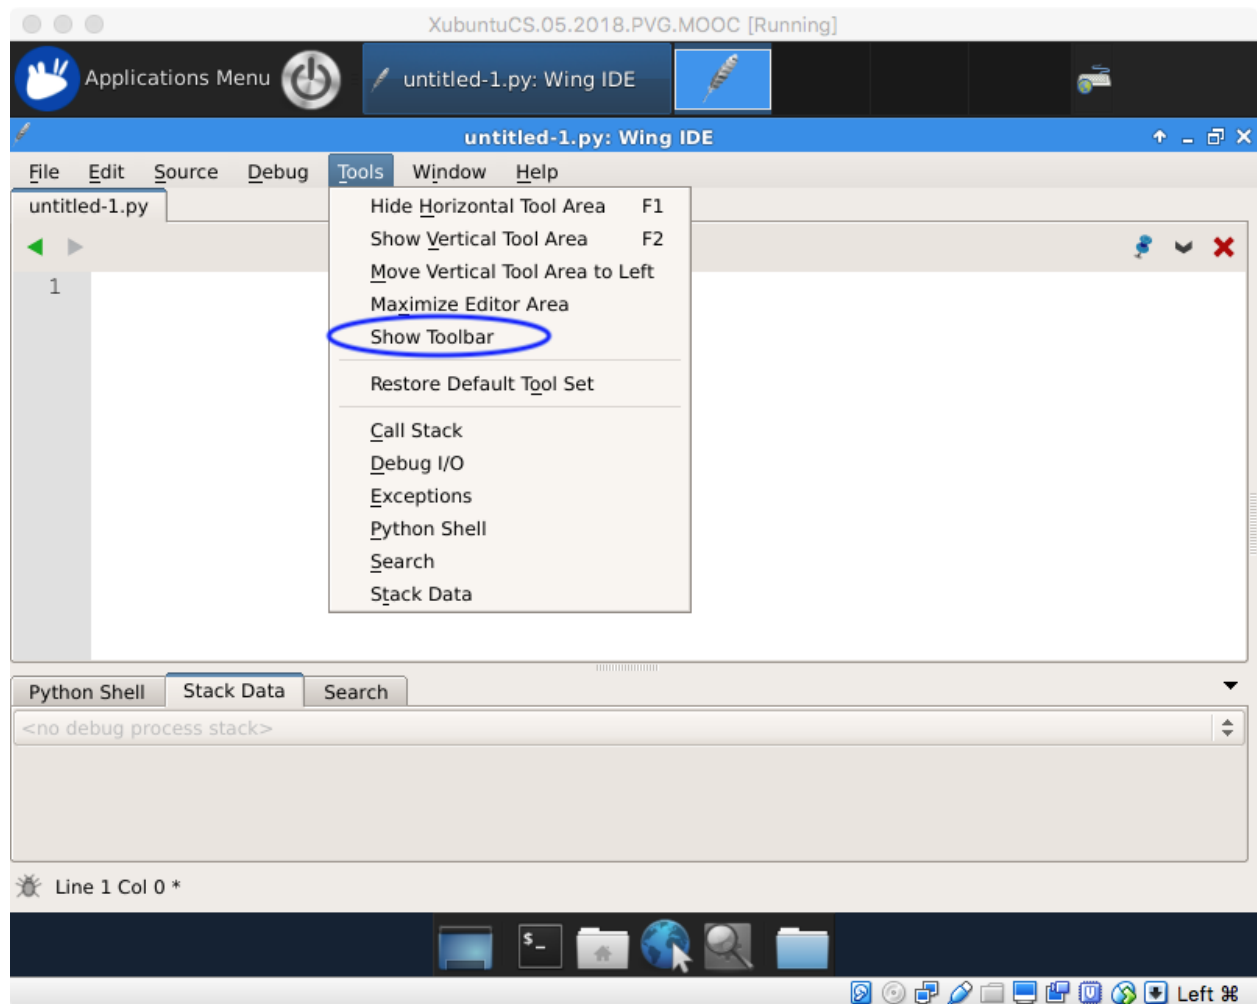 XubuntuCS.05.2018.PVG.MOOC [Running]
Applications Menu
untitled-1.py: Wing IDE
untitled-1.py: Wing IDE
File Edit Source Debug Tools Window Help
untitled-1.py
Hide Horizontal Tool Area F1
Show Vertical Tool Area F2
Move Vertical Tool Area to Left
1
Maximize Editor Area
Show Toolbar
Restore Default Tool Set
Call Stack
Debug I/O
Exceptions
Python Shell
Search
Stack Data
Python Shell Stack Data Search
<no debug process stack>
Line 1 Col 0 *
$_
Left ⌘